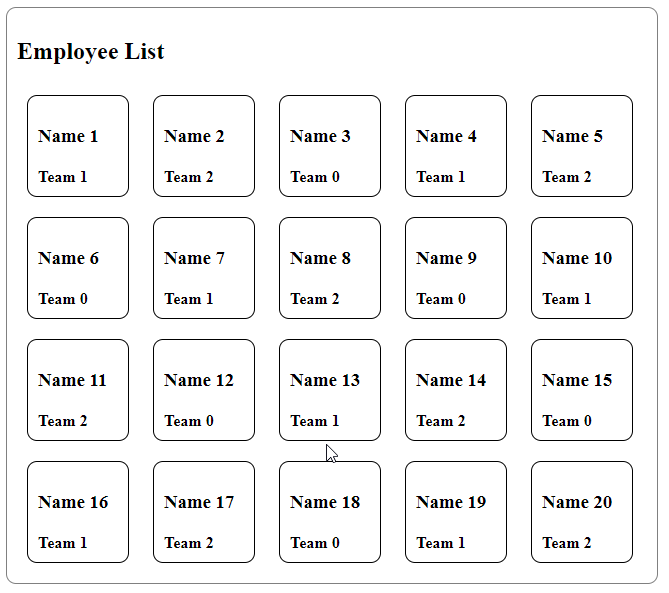 Employee List
Name 1
Team 1
Name 2
Team 2
Name 3
Team 0
Name 4
Team 1
Name 5
Team 2
Name 6
Team 0
Name 7
Team 1
Name 8
Team 2
Name 9
Team 0
Name 10
Team 1
Name 11
Team 2
Name 12
Team 0
Name 13
Team 1
Name 14
Team 2
Name 15
Team 0
Name 16
Team 1
Name 17
Team 2
Name 18
Team 0
Name 19
Team 1
Name 20
Team 2